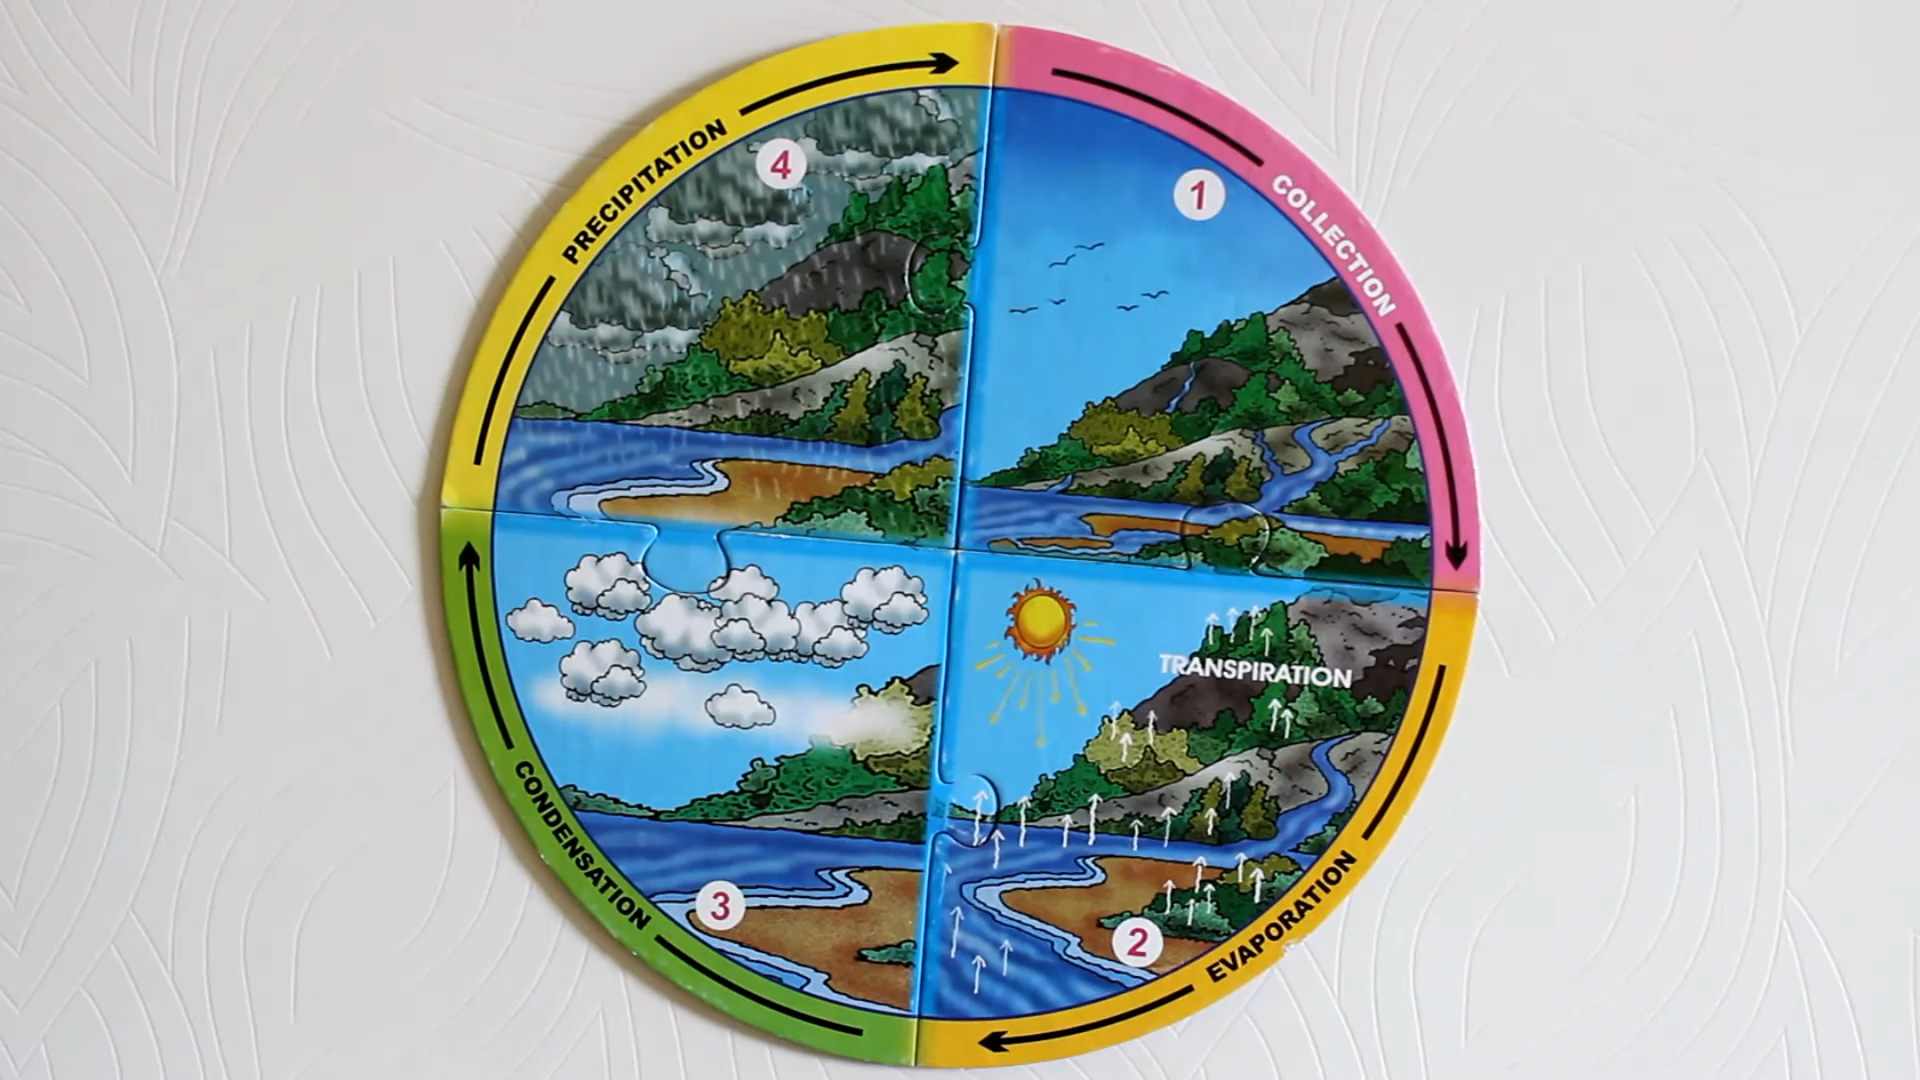 PRECIPITATION
4
1
COLLECTION
TRANSPIRATION
CONDENSATION
3
2
EVAPORATION